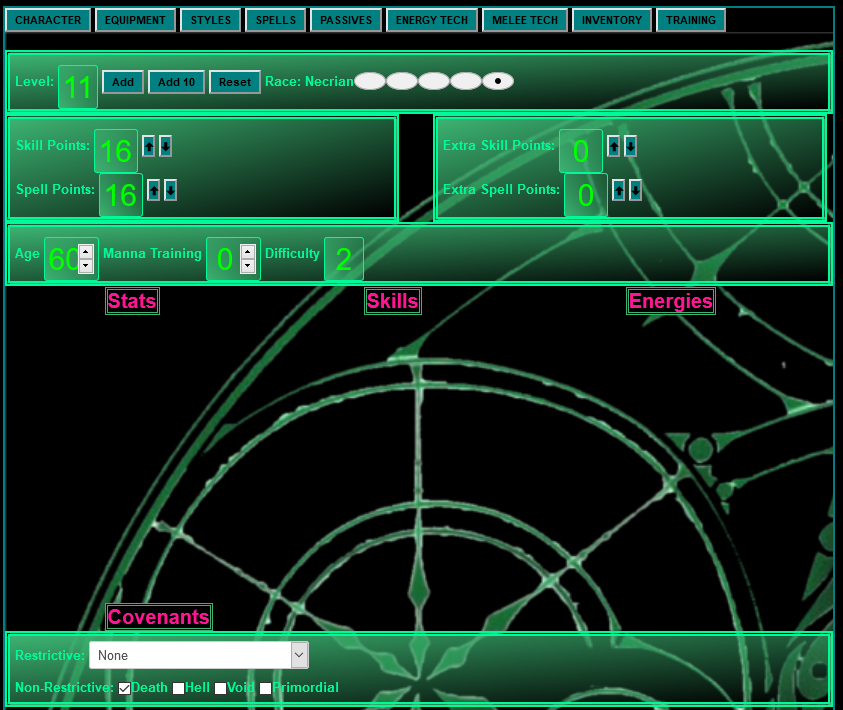 CHARACTER EQUIPMENT STYLES SPELLS PASSIVES ENERGY TECH MELEE TECH INVENTORY TRAINING
Level: 11 Add Add 10 Reset Race: Necrian
Skill Points: 16 Extra Skill Points: 0
Spell Points: 16 Extra Spell Points: 0
Age 60 Manna Training 0 Difficulty 2
Stats Skills Energies
Covenants
Restrictive: None
Non-Restrictive: Death Hell Void Primordial